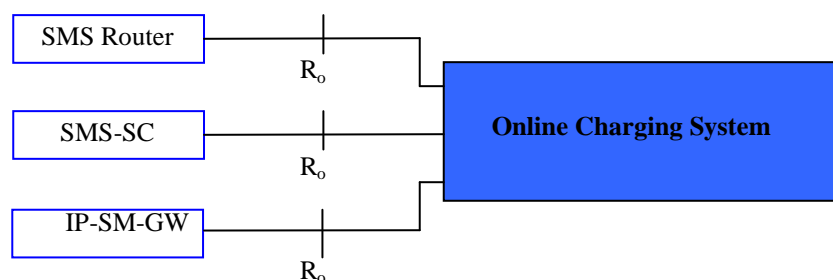 SMS Router
Rₒ
SMS-SC
Online Charging System
Rₒ
IP-SM-GW
Rₒ